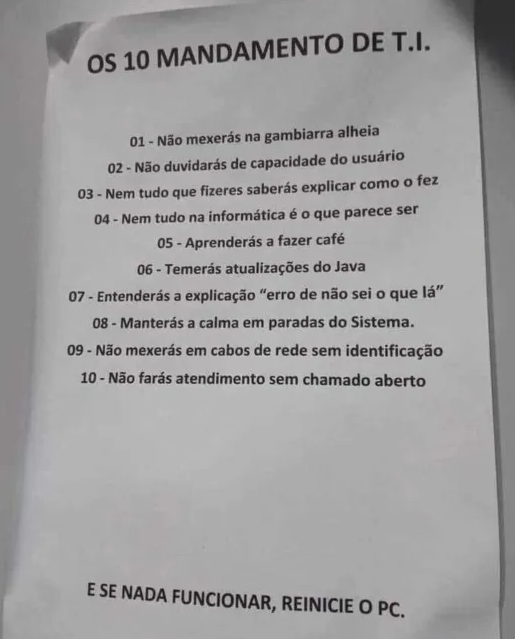 OS 10 MANDAMENTO DE T.I.
01 - Não mexerás na gambiarra alheia
02 - Não duvidarás de capacidade do usuário
03 - Nem tudo que fizeres saberás explicar como o fez
04 - Nem tudo na informática é o que parece ser
05 - Aprenderás a fazer café
06 - Temerás atualizações do Java
07 - Entenderás a explicação “erro de não sei o que lá”
08 - Manterás a calma em paradas do Sistema.
09 - Não mexerás em cabos de rede sem identificação
10 - Não farás atendimento sem chamado aberto
E SE NADA FUNCIONAR, REINICIE O PC.